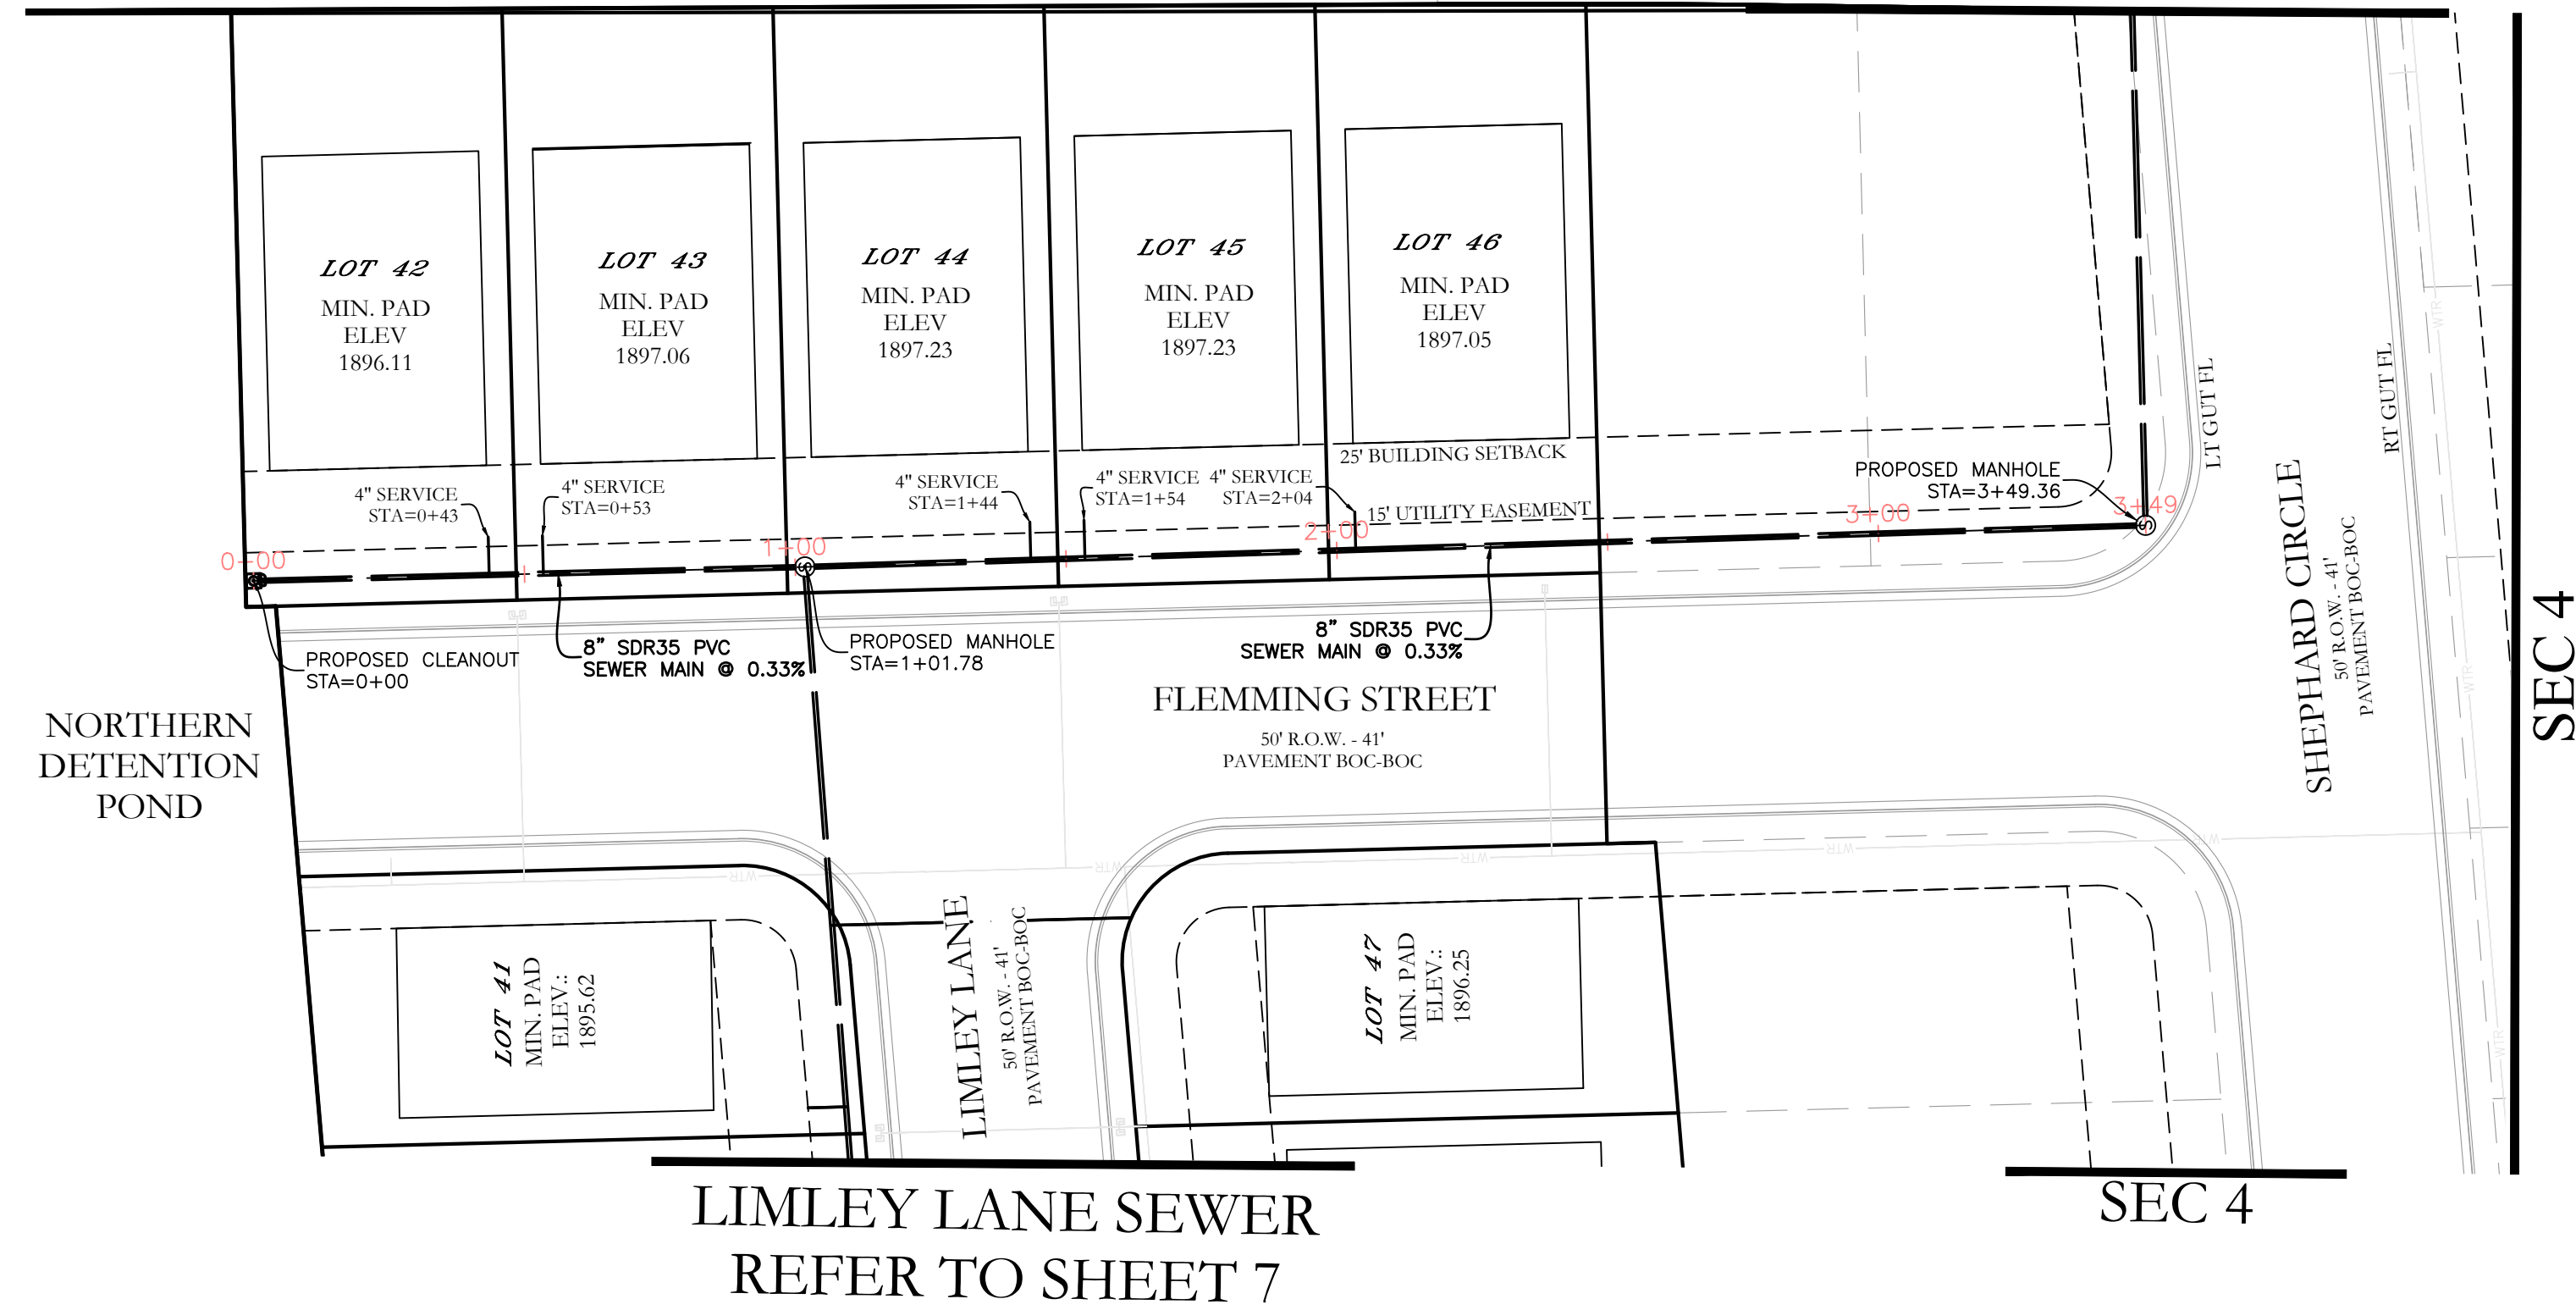 LOT 42
MIN. PAD
ELEV
1896.11
LOT 43
MIN. PAD
ELEV
1897.06
LOT 44
MIN. PAD
ELEV
1897.23
LOT 45
MIN. PAD
ELEV
1897.23
LOT 46
MIN. PAD
ELEV
1897.05
25' BUILDING SETBACK
4" SERVICE
STA=0+43
4" SERVICE
STA=0+53
4" SERVICE
STA=1+44
4" SERVICE
STA=1+54
4" SERVICE
STA=2+04
15' UTILITY EASEMENT
PROPOSED MANHOLE
STA=3+49.36
0+00
1+00
2+00
3+00
3+49
S
S
PROPOSED CLEANOUT
STA=0+00
8” SDR35 PVC
SEWER MAIN @ 0.33%
PROPOSED MANHOLE
STA=1+01.78
8” SDR35 PVC
SEWER MAIN @ 0.33%
FLEMMING STREET
50' R.O.W. - 41'
PAVEMENT BOC-BOC
NORTHERN
DETENTION
POND
LT GUT FL
RT GUT FL
SHEPHARD CIRCLE
50' R.O.W. - 41'
PAVEMENT BOC-BOC
SEC 4
WTR
WTR
WTR
WTR
WTR
WTR
WTR
W
LOT 41
MIN. PAD
ELEV.:
1895.62
LIMLEY LANE
50' R.O.W. - 41'
PAVEMENT BOC-BOC
LOT 47
MIN. PAD
ELEV.:
1896.25
LIMLEY LANE SEWER
REFER TO SHEET 7
SEC 4